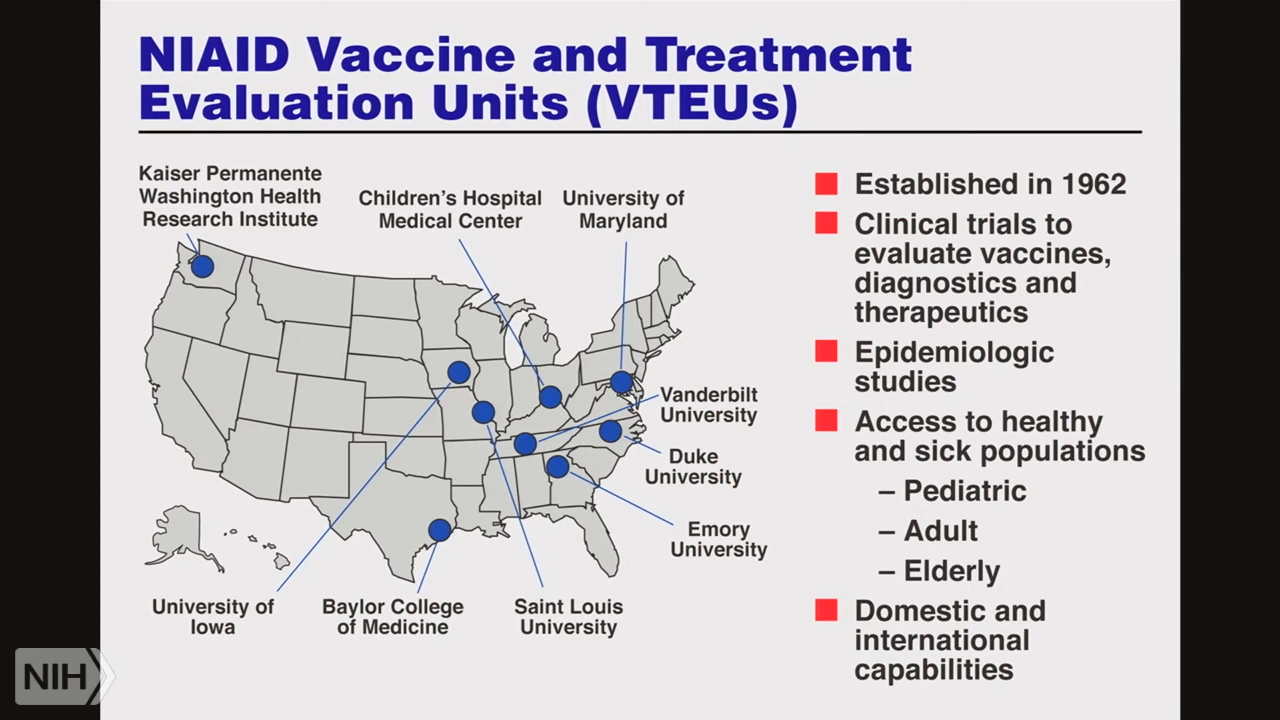 NIAID Vaccine and Treatment
Evaluation Units (VTEUs)
Kaiser Permanente
Washington Health
Research Institute
Children's Hospital
Medical Center
University of
Maryland
Vanderbilt
University
Duke
University
Emory
University
University of
Iowa
Baylor College
of Medicine
Saint Louis
University
Established in 1962
Clinical trials to
evaluate vaccines,
diagnostics and
therapeutics
Epidemiologic
studies
Access to healthy
and sick populations
– Pediatric
– Adult
– Elderly
Domestic and
international
capabilities
NIH